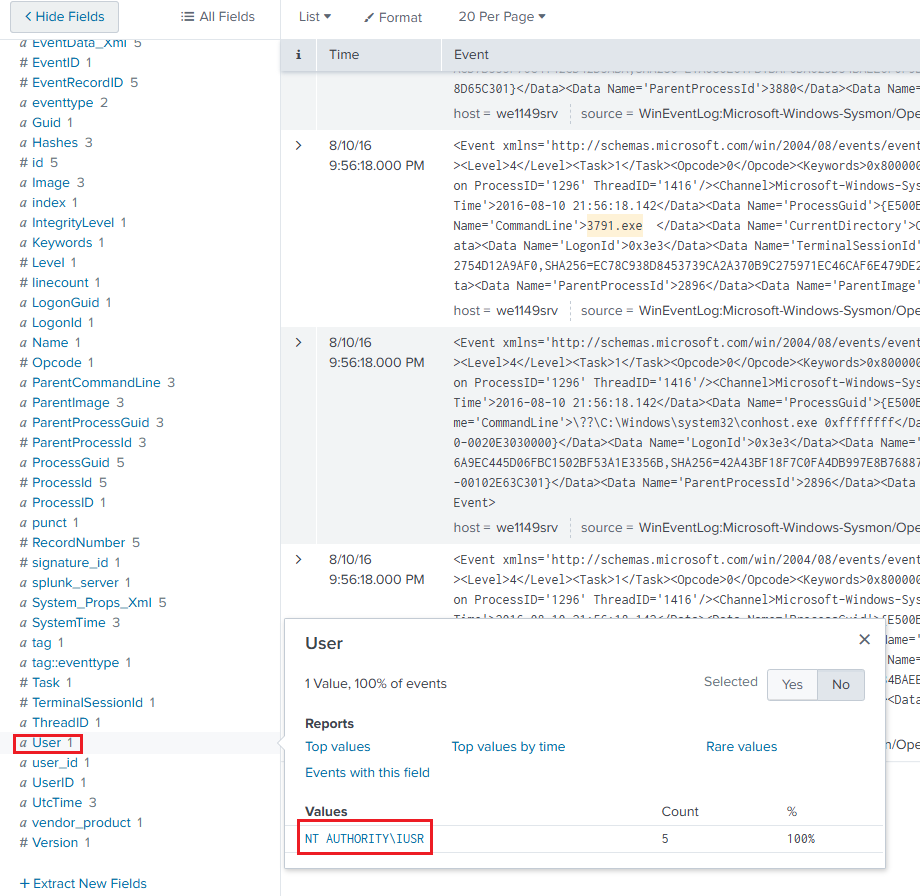 Hide Fields
All Fields
List
Format
20 Per Page
i
Time
Event
a EventData_Xml 5
# EventID 1
# EventRecordID 5
a eventtype 2
a Guid 1
a Hashes 3
# id 5
a Image 3
a index 1
a IntegrityLevel 1
a Keywords 1
# Level 1
# linecount 1
a LogonGuid 1
a LogonId 1
a Name 1
# Opcode 1
a ParentCommandLine 3
a ParentImage 3
a ParentProcessGuid 3
# ParentProcessId 3
a ProcessGuid 5
# ProcessId 5
a ProcessID 1
a punct 1
# RecordNumber 5
# signature_id 1
a splunk_server 1
a System_Props_Xml 5
a SystemTime 3
a tag 1
a tag::eventtype 1
# Task 1
# TerminalSessionId 1
a ThreadID 1
a User 1
a user_id 1
a UserID 1
a UtcTime 3
a vendor_product 1
# Version 1
+ Extract New Fields
8D65C301}</Data><Data Name='ParentProcessId'>3880</Data><Data Name=
host = we1149srv source = WinEventLog:Microsoft-Windows-Sysmon/Ope
8/10/16
9:56:18.000 PM
<Event xmlns='http://schemas.microsoft.com/win/2004/08/events/event
><Level>4</Level><Task>1</Task><Opcode>0</Opcode><Keywords>0x800000
on ProcessID='1296' ThreadID='1416'/><Channel>Microsoft-Windows-Sys
Time'>2016-08-10 21:56:18.142</Data><Data Name='ProcessGuid'>{E500B
Name='CommandLine'>3791.exe </Data><Data Name='CurrentDirectory'>C
ata><Data Name='LogonId'>0x3e3</Data><Data Name='TerminalSessionId'
2754D12A9AF0,SHA256=EC78C938D8453739CA2A370B9C275971EC46CAF6E479DE2
ta><Data Name='ParentProcessId'>2896</Data><Data Name='ParentImage'
host = we1149srv source = WinEventLog:Microsoft-Windows-Sysmon/Ope
8/10/16
9:56:18.000 PM
<Event xmlns='http://schemas.microsoft.com/win/2004/08/events/event
><Level>4</Level><Task>1</Task><Opcode>0</Opcode><Keywords>0x800000
on ProcessID='1296' ThreadID='1416'/><Channel>Microsoft-Windows-Sys
Time'>2016-08-10 21:56:18.142</Data><Data Name='ProcessGuid'>{E500B
me='CommandLine'>\??\C:\Windows\system32\conhost.exe 0xffffffff</Da
0-0020E3030000}</Data><Data Name='LogonId'>0x3e3</Data><Data Name='
6A9EC445D06FBC1502BF53A1E3356B,SHA256=42A43BF18F7C0FA4DB997E8B76887
-00102E63C301}</Data><Data Name='ParentProcessId'>2896</Data><Data
Event>
host = we1149srv source = WinEventLog:Microsoft-Windows-Sysmon/Ope
8/10/16
9:56:18.000 PM
<Event xmlns='http://schemas.microsoft.com/win/2004/08/events/event
><Level>4</Level><Task>1</Task><Opcode>0</Opcode><Keywords>0x800000
on ProcessID='1296' ThreadID='1416'/><Channel>Microsoft-Windows-Sys
User
1 Value, 100% of events
Selected
Yes
No
Reports
Top values
Top values by time
Rare values
Events with this field
Values
Count
%
NT AUTHORITY\IUSR
5
100%